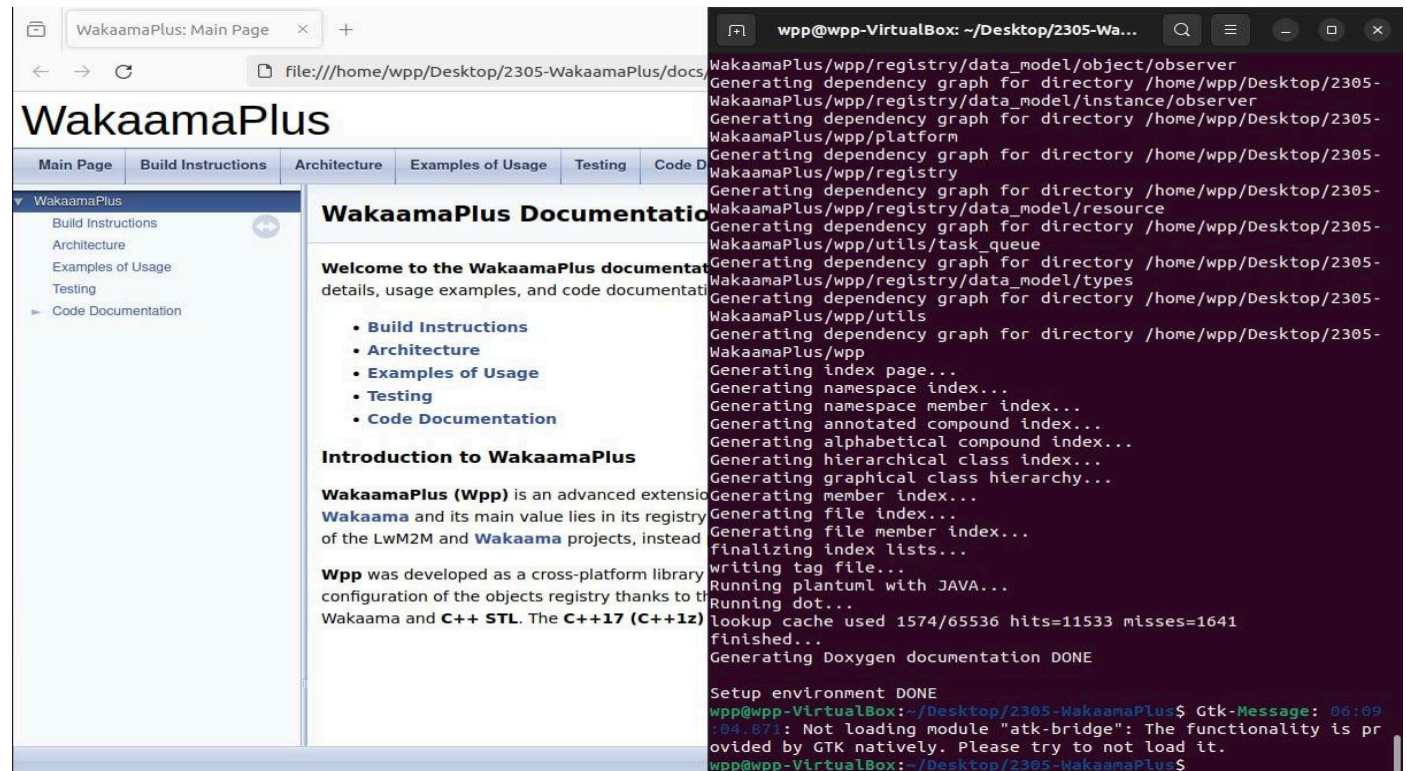 WakaamaPlus: Main Page
file:///home/wpp/Desktop/2305-WakaamaPlus/docs/
WakaamaPlus
Main Page
Build Instructions
Architecture
Examples of Usage
Testing
Code D
WakaamaPlus
Build Instructions
Architecture
Examples of Usage
Testing
Code Documentation
WakaamaPlus Documentatio
Welcome to the WakaamaPlus documentat
details, usage examples, and code documentati
• Build Instructions
• Architecture
• Examples of Usage
• Testing
• Code Documentation
Introduction to WakaamaPlus
WakaamaPlus (Wpp) is an advanced extensio
Wakaama and its main value lies in its registry
of the LwM2M and Wakaama projects, instead
Wpp was developed as a cross-platform library
configuration of the objects registry thanks to th
Wakaama and C++ STL. The C++17 (C++1z)
wpp@wpp-VirtualBox: ~/Desktop/2305-Wa...
WakaamaPlus/wpp/registry/data_model/object/observer
Generating dependency graph for directory /home/wpp/Desktop/2305-
WakaamaPlus/wpp/registry/data_model/instance/observer
Generating dependency graph for directory /home/wpp/Desktop/2305-
WakaamaPlus/wpp/platform
Generating dependency graph for directory /home/wpp/Desktop/2305-
WakaamaPlus/wpp/registry
Generating dependency graph for directory /home/wpp/Desktop/2305-
WakaamaPlus/wpp/registry/data_model/resource
Generating dependency graph for directory /home/wpp/Desktop/2305-
WakaamaPlus/wpp/utils/task_queue
Generating dependency graph for directory /home/wpp/Desktop/2305-
WakaamaPlus/wpp/registry/data_model/types
Generating dependency graph for directory /home/wpp/Desktop/2305-
WakaamaPlus/wpp/utils
Generating dependency graph for directory /home/wpp/Desktop/2305-
WakaamaPlus/wpp
Generating index page...
Generating namespace index...
Generating namespace member index...
Generating annotated compound index...
Generating alphabetical compound index...
Generating hierarchical class index...
Generating graphical class hierarchy...
Generating member index...
Generating file index...
Generating file member index...
finalizing index lists...
writing tag file...
Running plantuml with JAVA...
Running dot...
lookup cache used 1574/65536 hits=11533 misses=1641
finished...
Generating Doxygen documentation DONE
Setup environment DONE
wpp@wpp-VirtualBox:~/Desktop/2305-WakaamaPlus$ Gtk-Message: 06:09
:04.871: Not loading module "atk-bridge": The functionality is pr
ovided by GTK natively. Please try to not load it.
wpp@wpp-VirtualBox:~/Desktop/2305-WakaamaPlus$